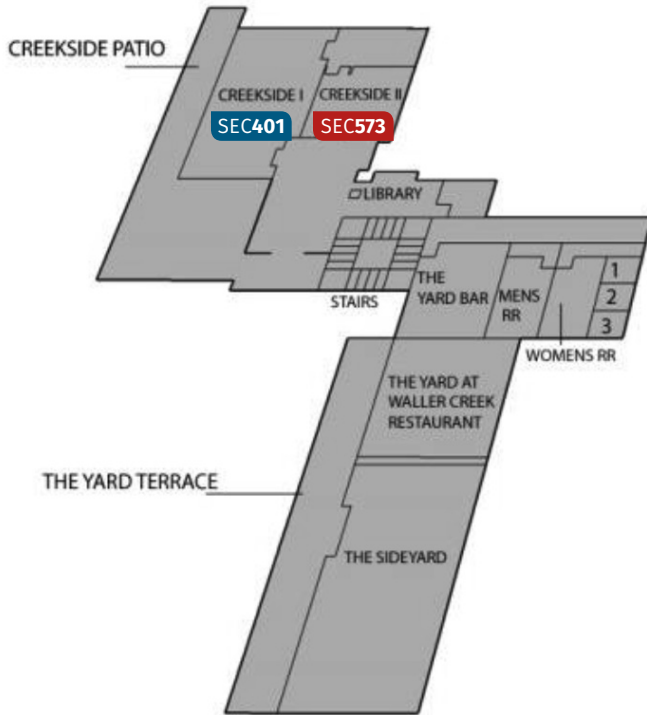 CREEKSIDE PATIO
CREEKSIDE I
CREEKSIDE II
SEC401
SEC573
LIBRARY
STAIRS
THE
YARD BAR
MENS
RR
1
2
3
WOMENS RR
THE YARD AT
WALLER CREEK
RESTAURANT
THE YARD TERRACE
THE SIDEYARD